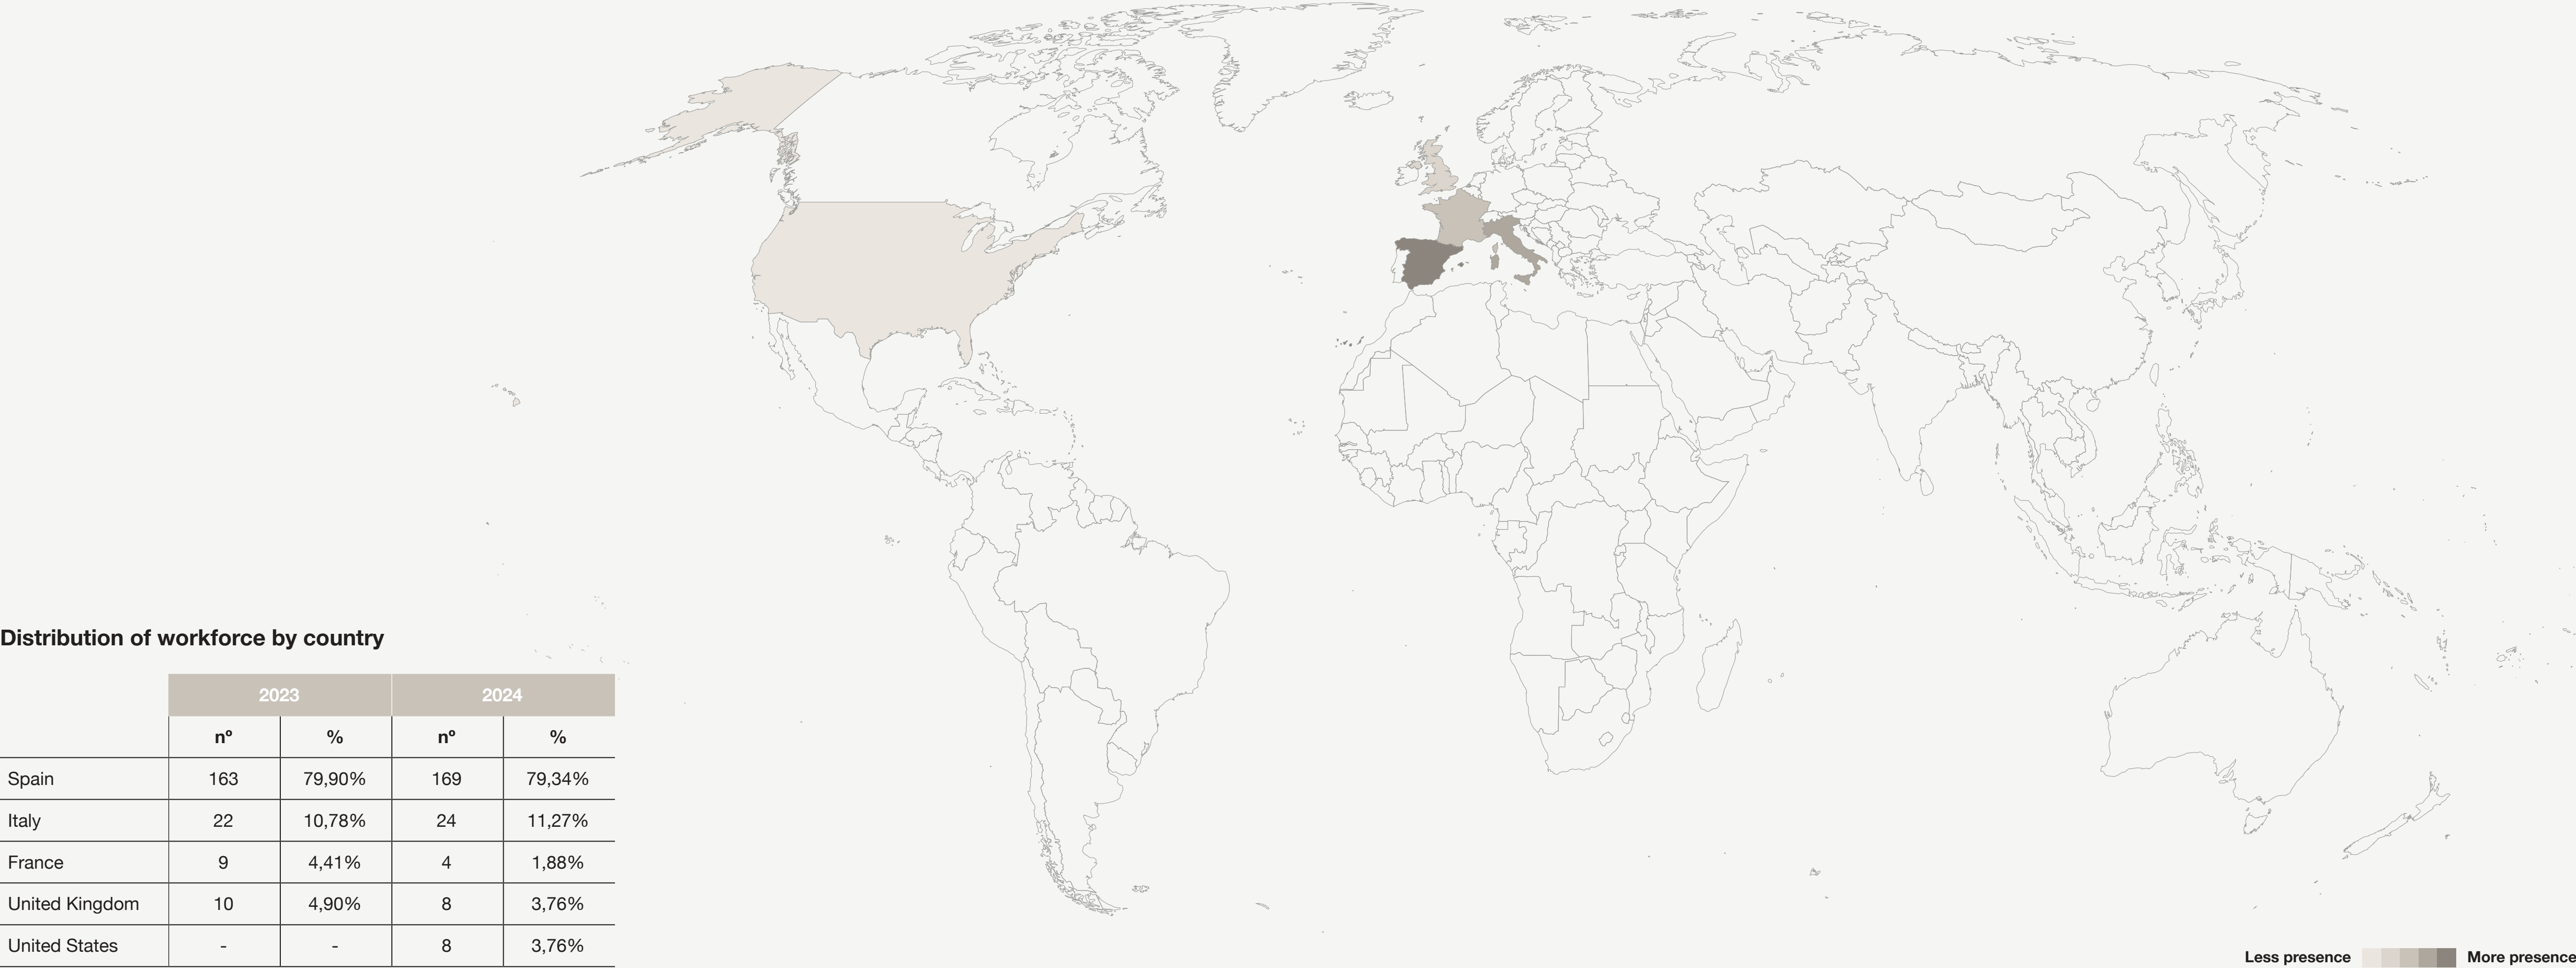 Distribution of workforce by country
2023 2024
nº % nº %
Spain 163 79,90% 169 79,34%
Italy 22 10,78% 24 11,27%
France 9 4,41% 4 1,88%
United Kingdom 10 4,90% 8 3,76%
United States - - 8 3,76%
Less presence More presence